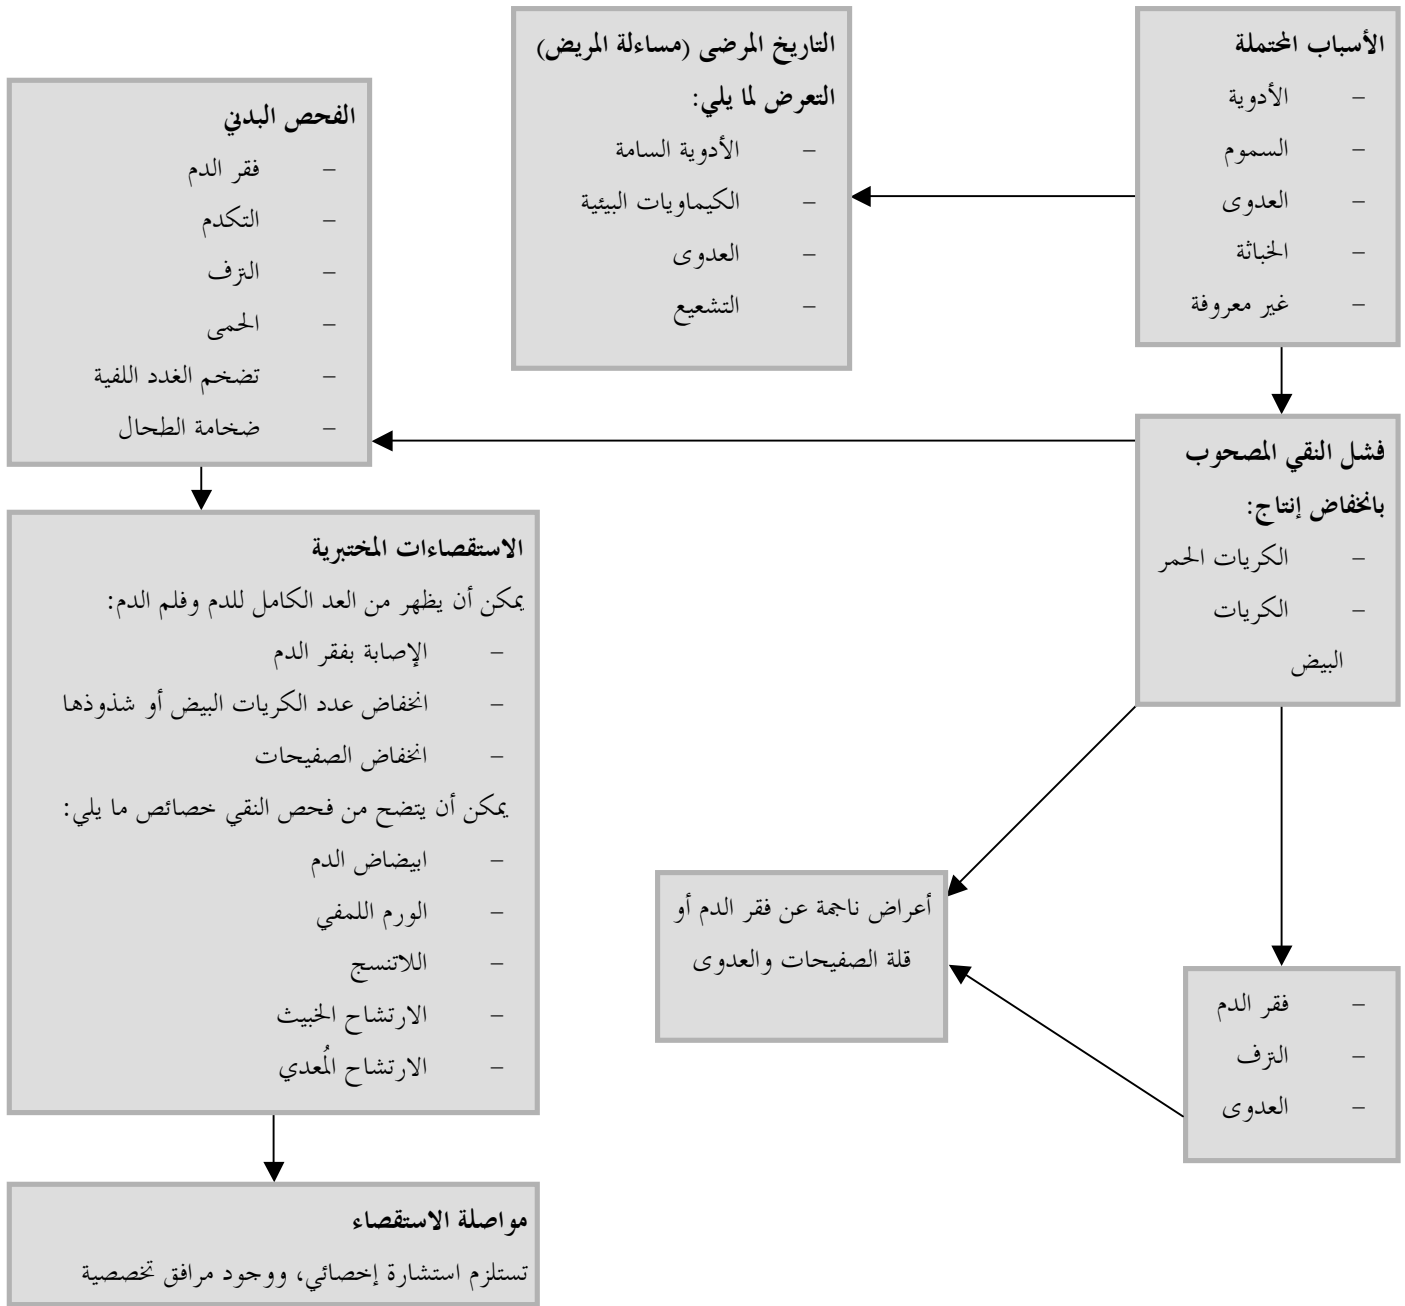 الأسباب المحتملة
– الأدوية
– السموم
– العدوى
– الخباثة
– غير معروفة
التاريخ المرضى (مساءلة المريض)
التعرض لما يلي:
– الأدوية السامة
– الكيماويات البيئية
– العدوى
– التشعيع
الفحص البدني
– فقر الدم
– التكدم
– النزف
– الحمى
– تضخم الغدد اللفية
– ضخامة الطحال
فشل النقي المصحوب
بانخفاض إنتاج:
– الكريات الحمر
– الكريات
البيض
الاستقصاءات المختبرية
يمكن أن يظهر من العد الكامل للدم وفلم الدم:
– الإصابة بفقر الدم
– انخفاض عدد الكريات البيض أو شذوذها
– انخفاض الصفيحات
يمكن أن يتضح من فحص النقي خصائص ما يلي:
– ابيضاض الدم
– الورم اللمفي
– اللاتنسج
– الارتشاح الخبيث
– الارتشاح المُعدي
أعراض ناجمة عن فقر الدم أو
قلة الصفيحات والعدوى
– فقر الدم
– النزف
– العدوى
مواصلة الاستقصاء
تستلزم استشارة إخصائي، ووجود مرافق تخصصية